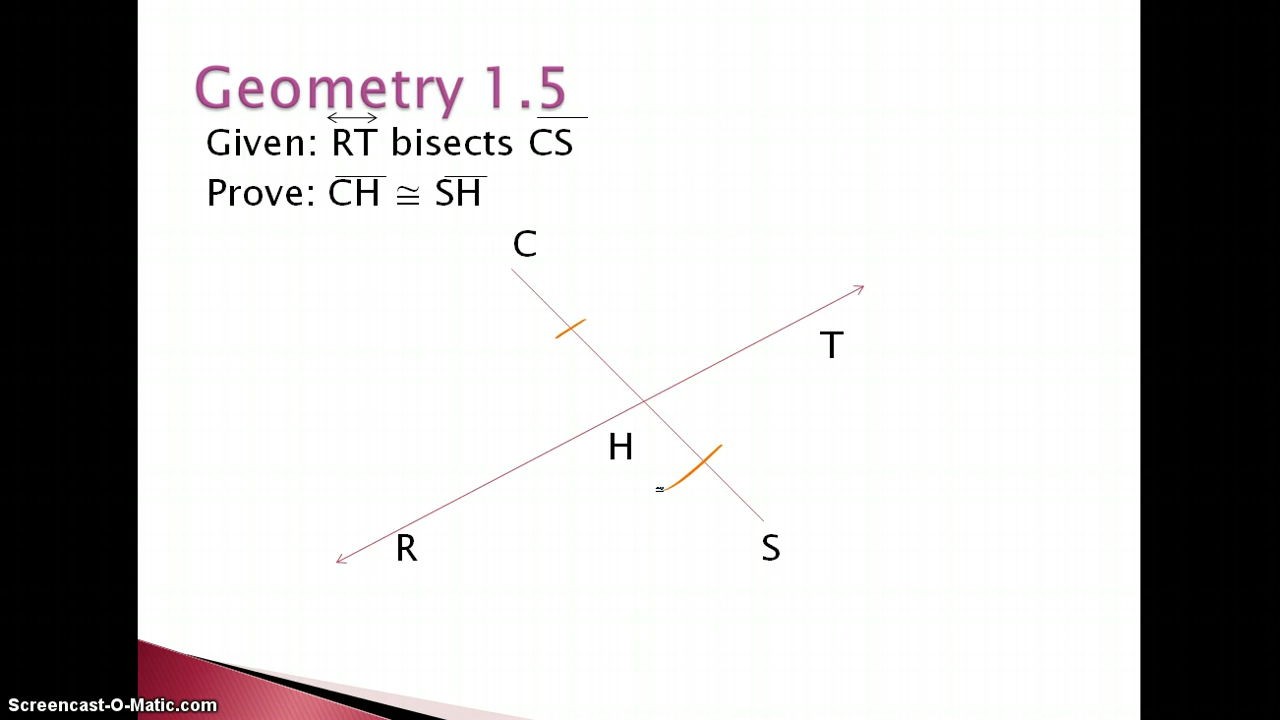 Geometry 1.5
Given: RT bisects CS
Prove: CH ≅ SH
C
T
H
≅
R
S
Screencast-O-Matic.com